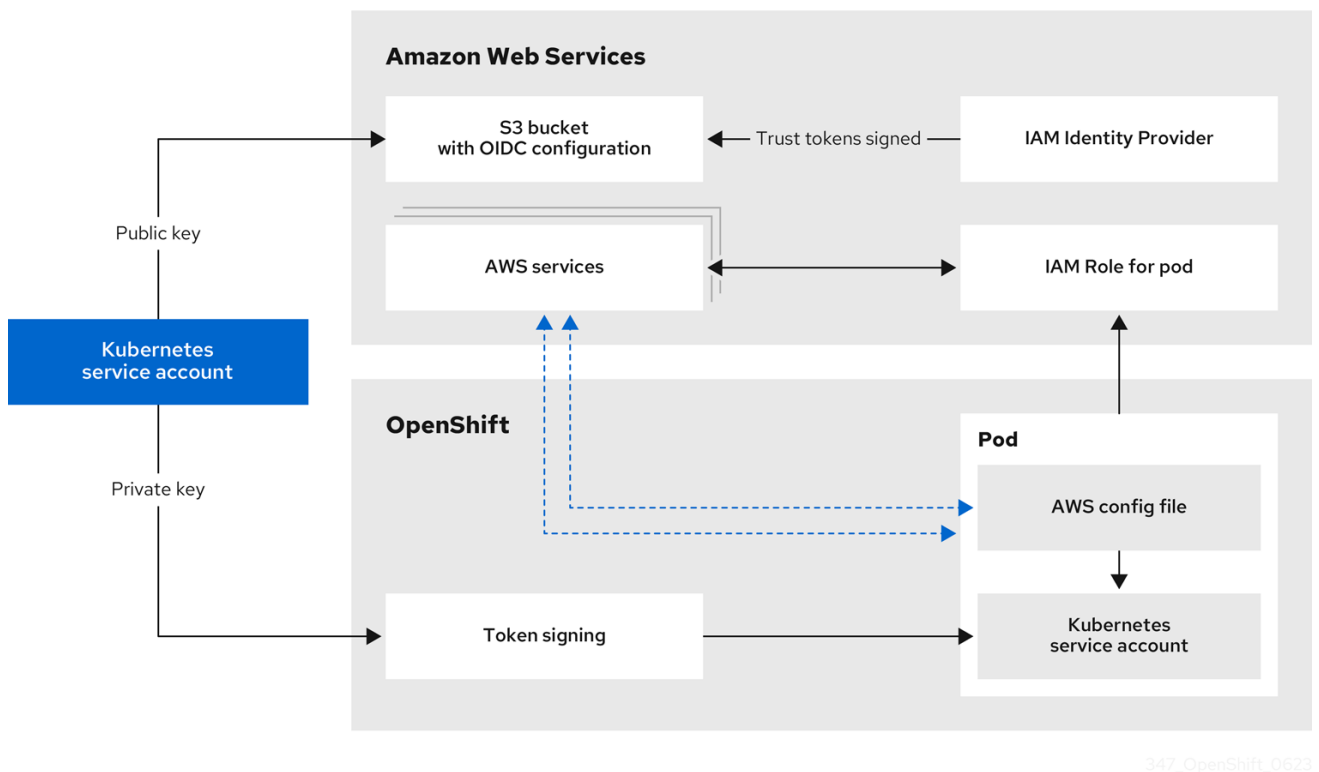 Amazon Web Services
S3 bucket
with OIDC configuration
Trust tokens signed
IAM Identity Provider
Public key
AWS services
IAM Role for pod
Kubernetes
service account
OpenShift
Pod
Private key
AWS config file
Token signing
Kubernetes
service account
347_OpenShift_0623